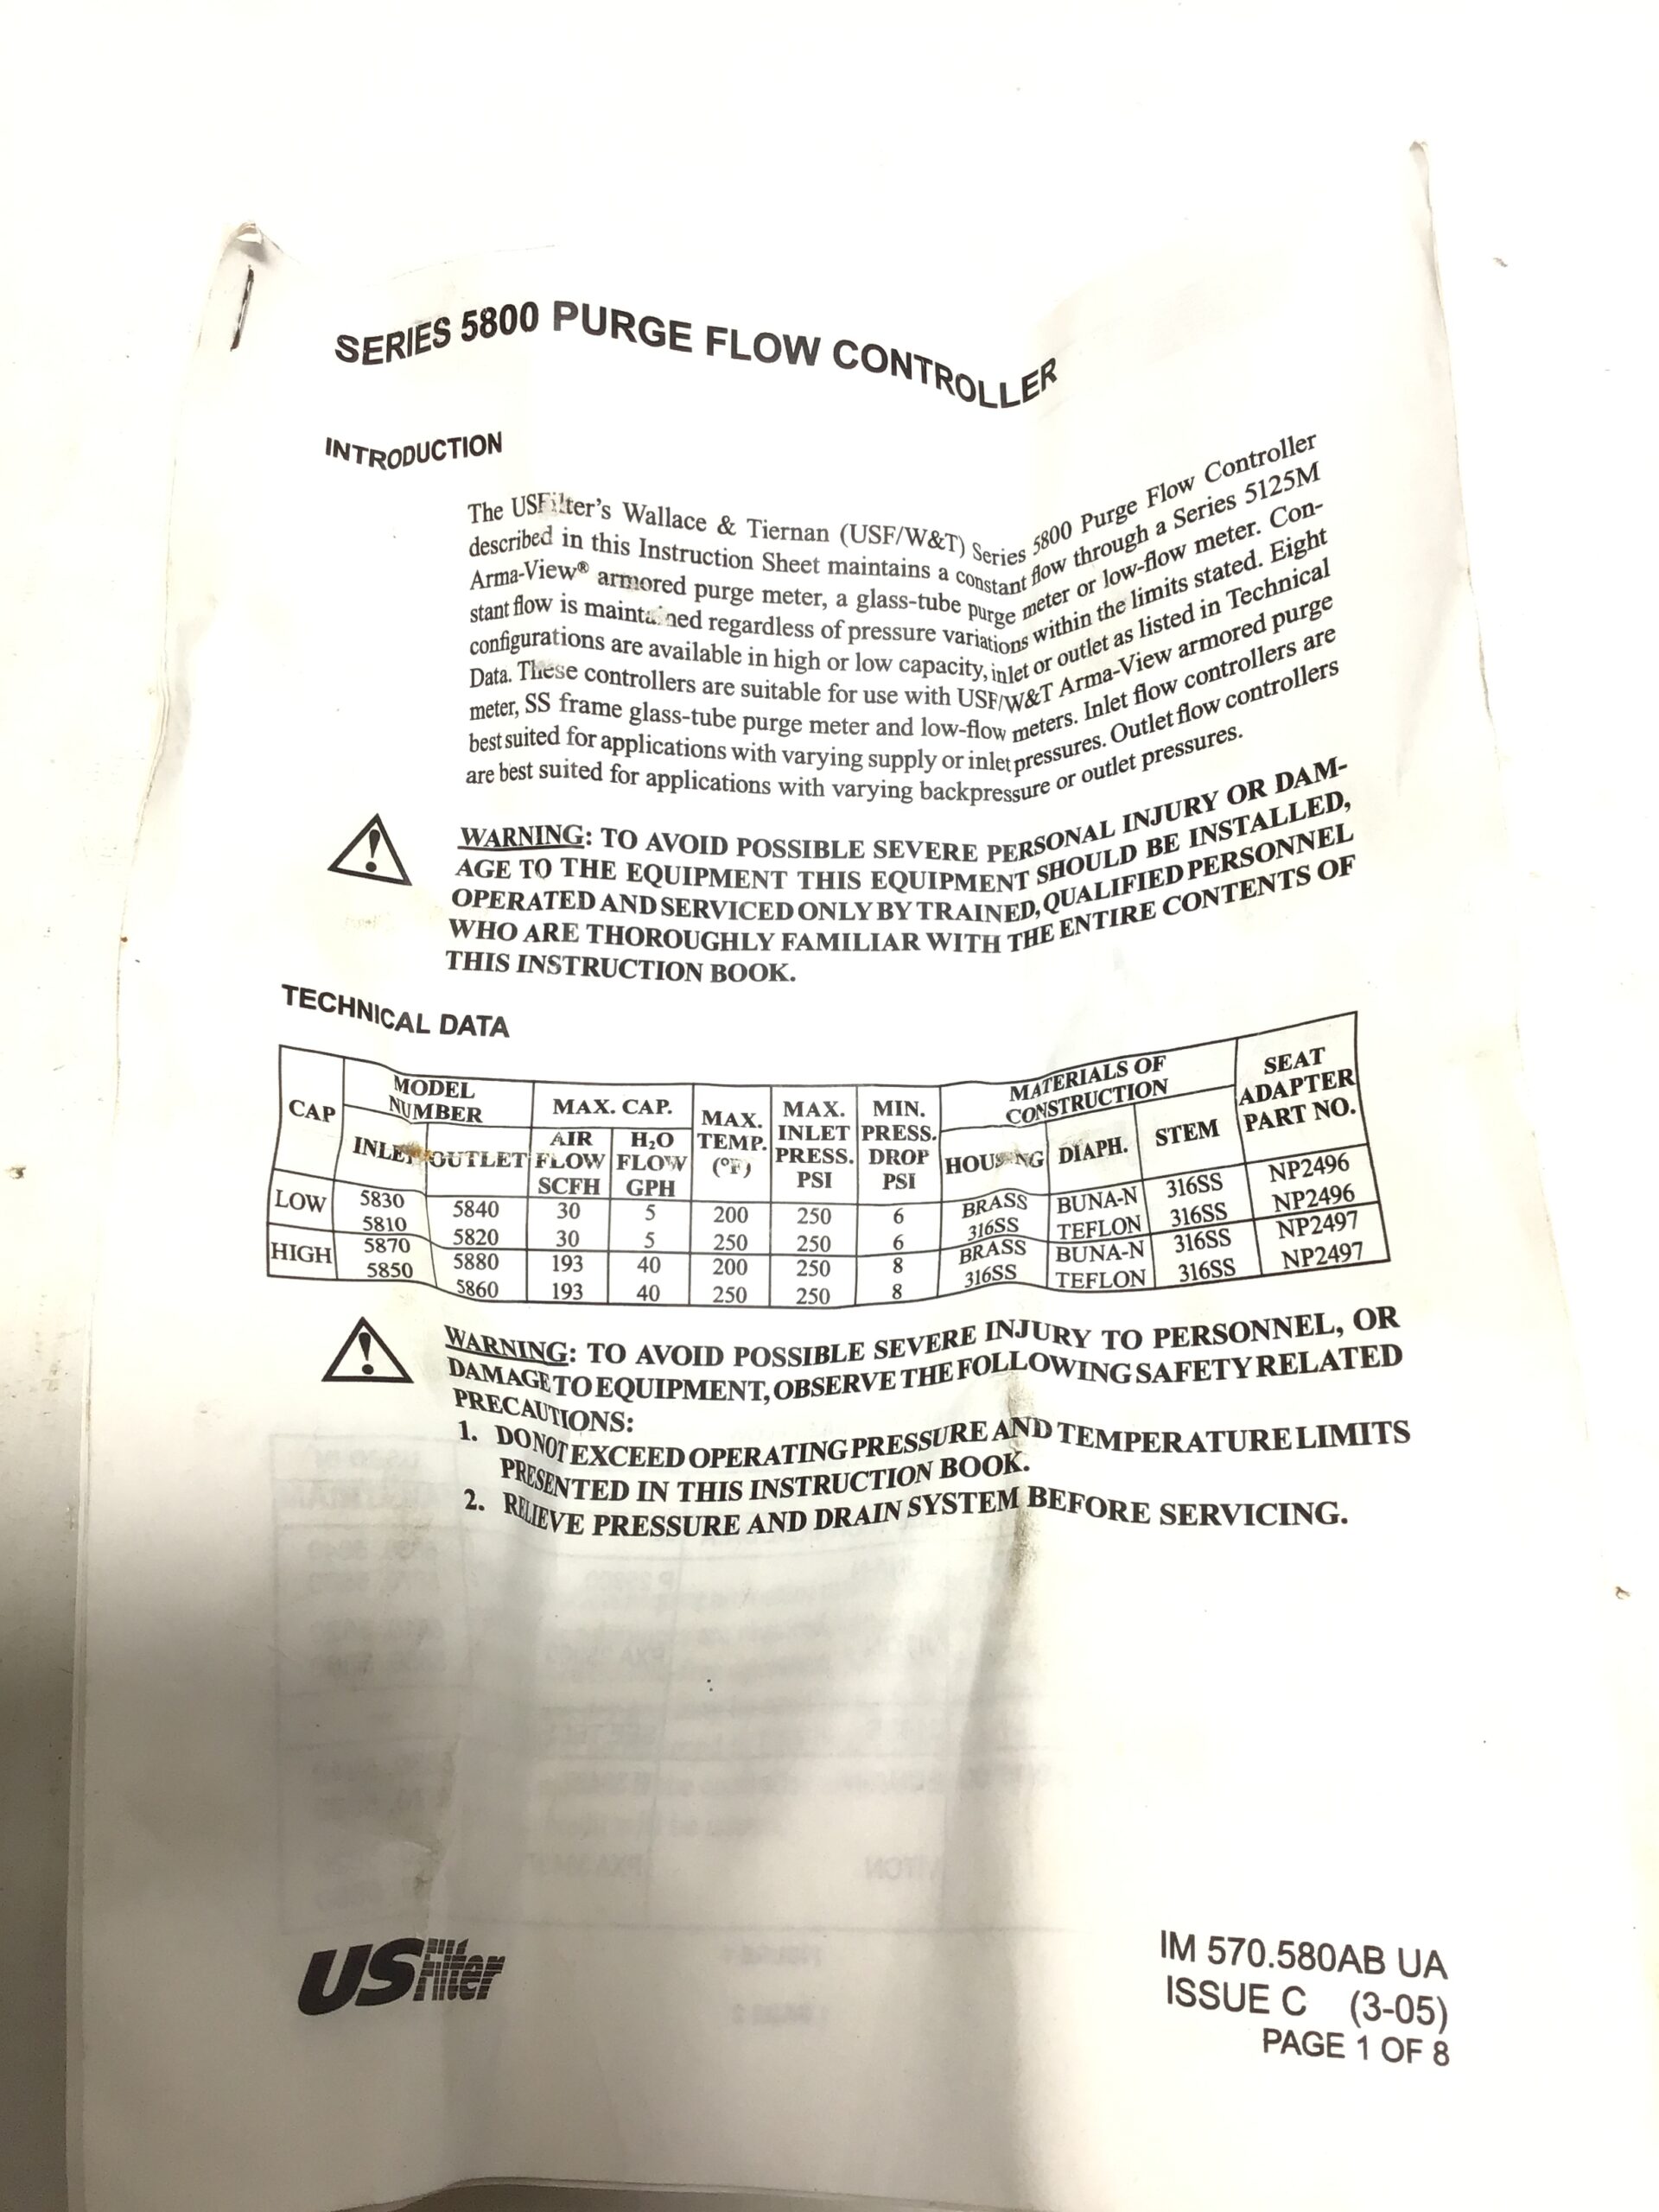 SERIES 5800 PURGE FLOW CONTROLLER
INTRODUCTION
The USFilter's Wallace & Tiernan (USF/W&T) Series 5800 Purge Flow Controller
described in this Instruction Sheet maintains a constant flow through a Series 5125M
Arma-View® armored purge meter, a glass-tube purge meter or low-flow meter. Con-
stant flow is maintained regardless of pressure variations within the limits stated. Eight
configurations are available in high or low capacity, inlet or outlet as listed in Technical
Data. These controllers are suitable for use with USF/W&T Arma-View armored purge
meter, SS frame glass-tube purge meter and low-flow meters. Inlet flow controllers are
best suited for applications with varying supply or inlet pressures. Outlet flow controllers
are best suited for applications with varying backpressure or outlet pressures.
WARNING: TO AVOID POSSIBLE SEVERE PERSONAL INJURY OR DAM-
AGE TO THE EQUIPMENT THIS EQUIPMENT SHOULD BE INSTALLED,
OPERATED AND SERVICED ONLY BY TRAINED, QUALIFIED PERSONNEL
WHO ARE THOROUGHLY FAMILIAR WITH THE ENTIRE CONTENTS OF
THIS INSTRUCTION BOOK.
TECHNICAL DATA
CAP MODEL NUMBER MAX. CAP. MAX. TEMP. (°F) MAX. INLET PRESS. PSI MIN. PRESS. DROP PSI MATERIALS OF CONSTRUCTION SEAT ADAPTER PART NO.
INLET OUTLET AIR FLOW SCFH H₂O FLOW GPH HOUSING DIAPH. STEM
LOW 5830 5840 30 5 200 250 6 BRASS BUNA-N 316SS NP2496
5810 5820 30 5 250 250 6 316SS TEFLON 316SS NP2496
HIGH 5870 5880 193 40 200 250 8 BRASS BUNA-N 316SS NP2497
5850 5860 193 40 250 250 8 316SS TEFLON 316SS NP2497
WARNING: TO AVOID POSSIBLE SEVERE INJURY TO PERSONNEL, OR
DAMAGE TO EQUIPMENT, OBSERVE THE FOLLOWING SAFETY RELATED
PRECAUTIONS:
1. DO NOT EXCEED OPERATING PRESSURE AND TEMPERATURE LIMITS
PRESENTED IN THIS INSTRUCTION BOOK.
2. RELIEVE PRESSURE AND DRAIN SYSTEM BEFORE SERVICING.
USFilter
IM 570.580AB UA
ISSUE C (3-05)
PAGE 1 OF 8